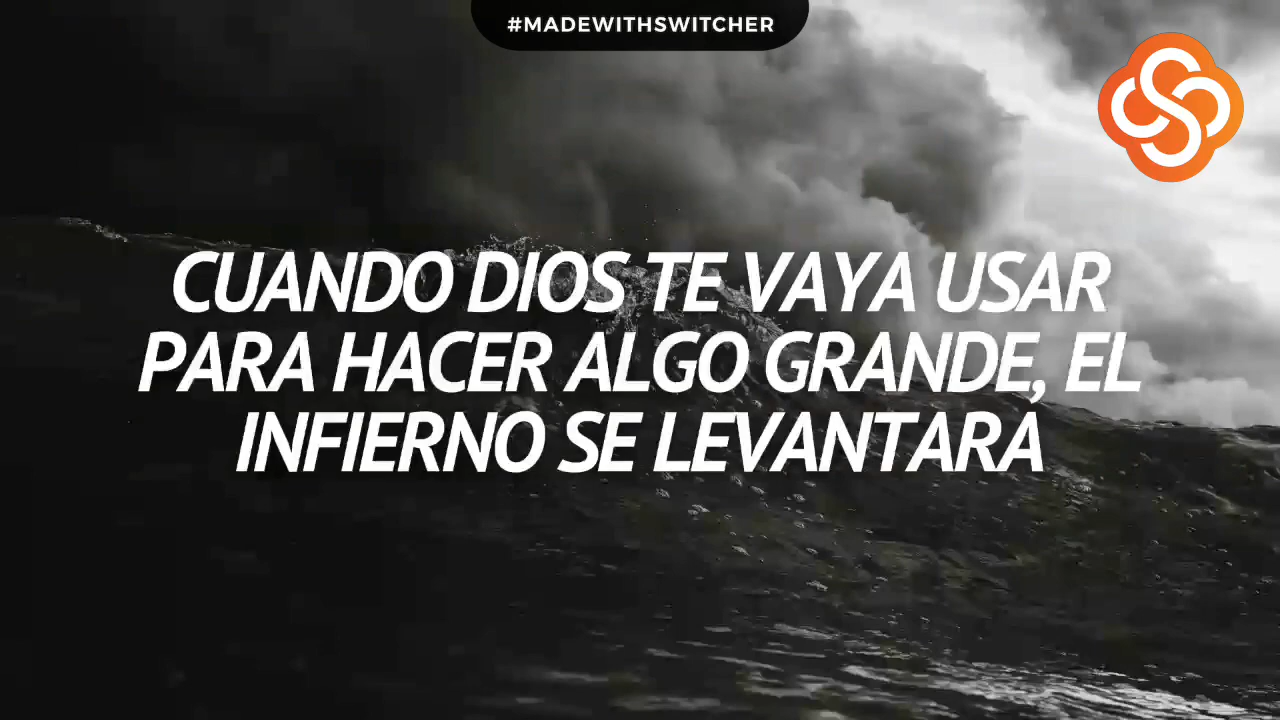 #MADEWITHSWITCHER
CUANDO DIOS TE VAYA USAR
PARA HACER ALGO GRANDE, EL
INFIERNO SE LEVANTARA